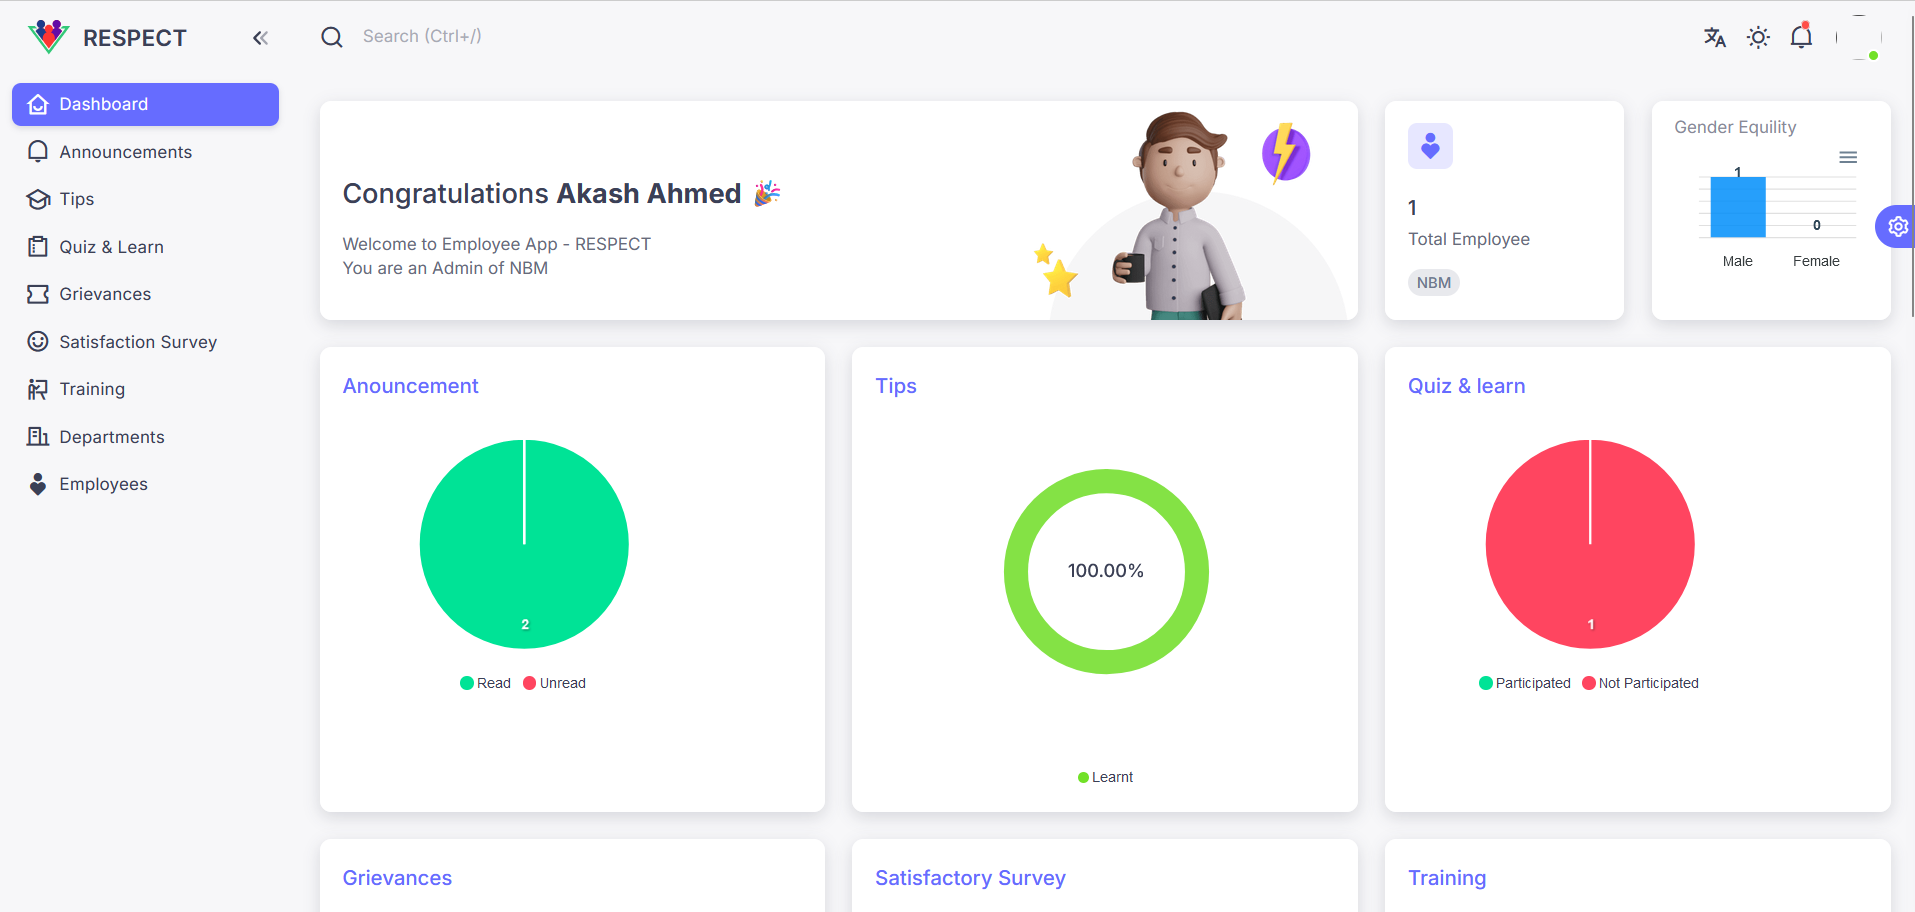 RESPECT
Search (Ctrl+/)
Dashboard
Announcements
Tips
Quiz & Learn
Grievances
Satisfaction Survey
Training
Departments
Employees
Congratulations Akash Ahmed 🎉
Welcome to Employee App - RESPECT
You are an Admin of NBM
1
Total Employee
NBM
Gender Equility
1
0
Male Female
Anouncement
2
Read Unread
Tips
100.00%
Learnt
Quiz & learn
1
Participated Not Participated
Grievances
Satisfactory Survey
Training